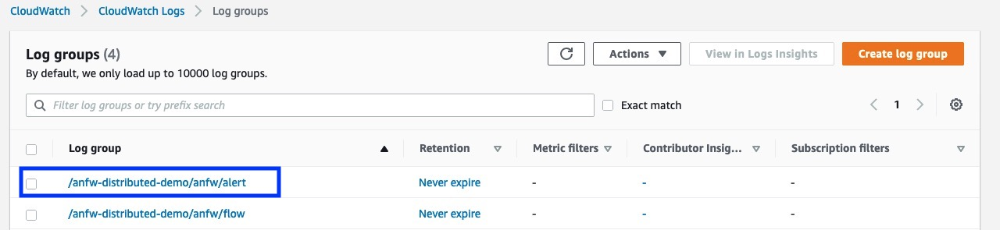 CloudWatch > CloudWatch Logs > Log groups
Log groups (4)
By default, we only load up to 10000 log groups.
Actions
View in Logs Insights
Create log group
Filter log groups or try prefix search
Exact match
1
Log group Retention Metric filters Contributor Insig... Subscription filters
/anfw-distributed-demo/anfw/alert Never expire - - -
/anfw-distributed-demo/anfw/flow Never expire - - -